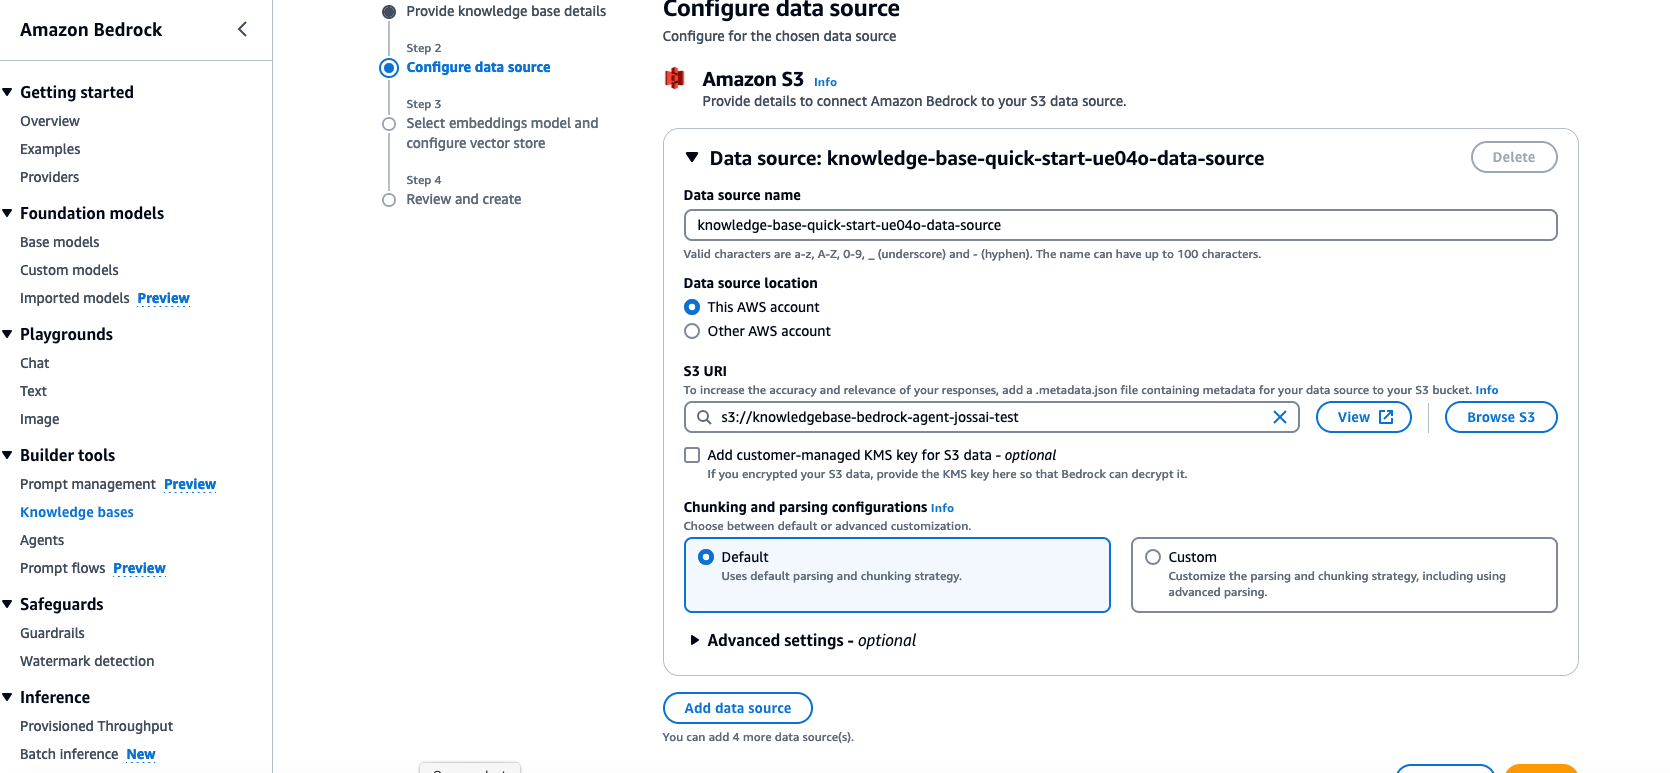 Amazon Bedrock
Getting started
Overview
Examples
Providers
Foundation models
Base models
Custom models
Imported models Preview
Playgrounds
Chat
Text
Image
Builder tools
Prompt management Preview
Knowledge bases
Agents
Prompt flows Preview
Safeguards
Guardrails
Watermark detection
Inference
Provisioned Throughput
Batch inference New
Provide knowledge base details
Step 2
Configure data source
Step 3
Select embeddings model and
configure vector store
Step 4
Review and create
Configure data source
Configure for the chosen data source
Amazon S3 Info
Provide details to connect Amazon Bedrock to your S3 data source.
Data source: knowledge-base-quick-start-ue04o-data-source
Delete
Data source name
knowledge-base-quick-start-ue04o-data-source
Valid characters are a-z, A-Z, 0-9, _ (underscore) and - (hyphen). The name can have up to 100 characters.
Data source location
This AWS account
Other AWS account
S3 URI
To increase the accuracy and relevance of your responses, add a .metadata.json file containing metadata for your data source to your S3 bucket. Info
s3://knowledgebase-bedrock-agent-jossai-test
View
Browse S3
Add customer-managed KMS key for S3 data - optional
If you encrypted your S3 data, provide the KMS key here so that Bedrock can decrypt it.
Chunking and parsing configurations Info
Choose between default or advanced customization.
Default
Uses default parsing and chunking strategy.
Custom
Customize the parsing and chunking strategy, including using
advanced parsing.
Advanced settings - optional
Add data source
You can add 4 more data source(s).